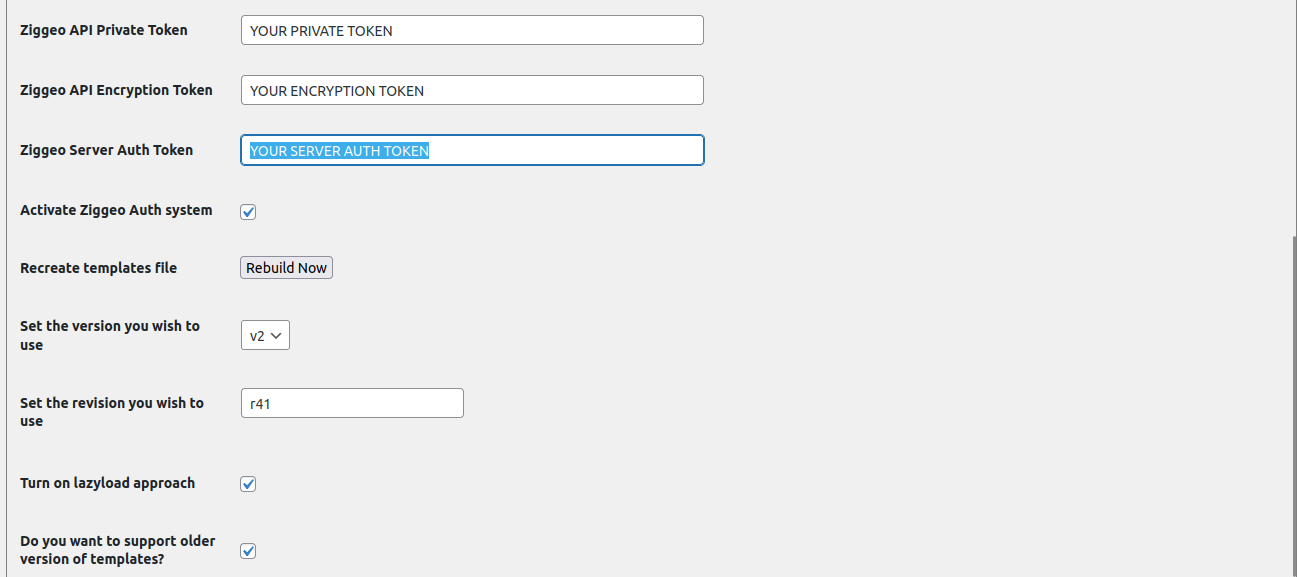 Ziggeo API Private Token
YOUR PRIVATE TOKEN
Ziggeo API Encryption Token
YOUR ENCRYPTION TOKEN
Ziggeo Server Auth Token
YOUR SERVER AUTH TOKEN
Activate Ziggeo Auth system
Recreate templates file
Rebuild Now
Set the version you wish to
use
v2
Set the revision you wish to
use
r41
Turn on lazyload approach
Do you want to support older
version of templates?